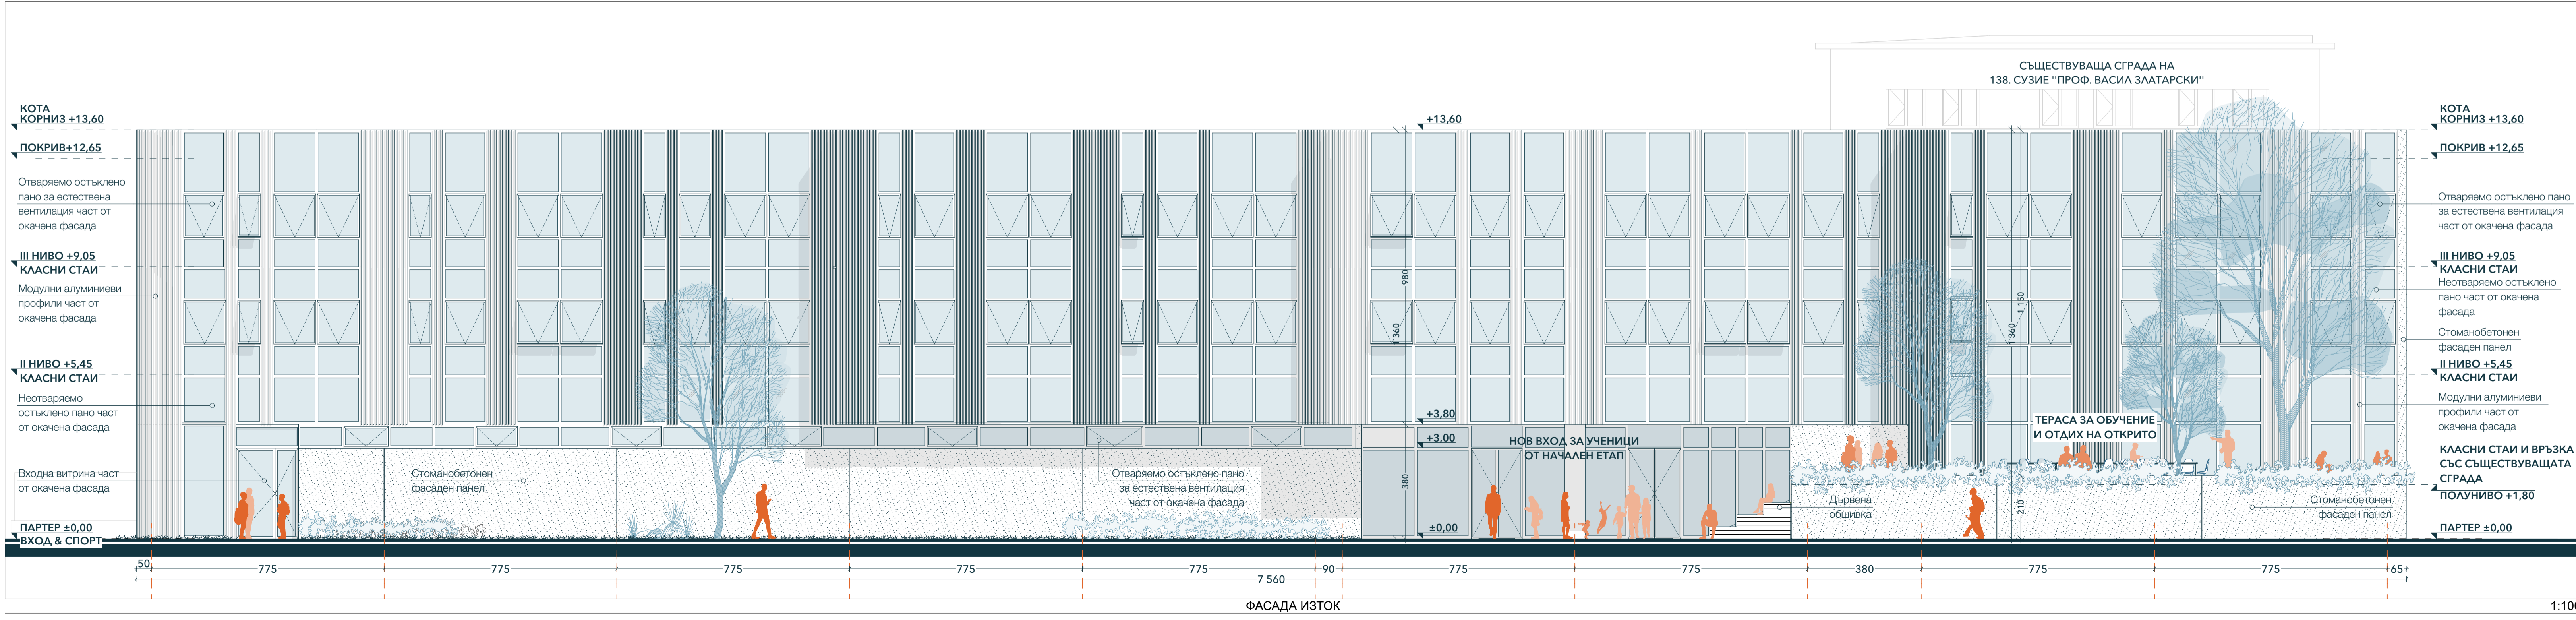 СЪЩЕСТВУВАЩА СГРАДА НА
138. СУЗИЕ "ПРОФ. ВАСИЛ ЗЛАТАРСКИ"
КОТА
КОРНИЗ +13,60
ПОКРИВ+12,65
Отваряемо остъклено
пано за естествена
вентилация част от
окачена фасада
III НИВО +9,05
КЛАСНИ СТАИ
Модулни алуминиеви
профили част от
окачена фасада
II НИВО +5,45
КЛАСНИ СТАИ
Неотваряемо
остъклено пано част
от окачена фасада
Входна витрина част
от окачена фасада
ПАРТЕР ±0,00
ВХОД & СПОРТ
Стоманобетонен
фасаден панел
Отваряемо остъклено пано
за естествена вентилация
част от окачена фасада
+13,60
980
1 360
+3,80
+3,00
380
±0,00
НОВ ВХОД ЗА УЧЕНИЦИ
ОТ НАЧАЛЕН ЕТАП
Дървена
обшивка
1 150
1 360
210
ТЕРАСА ЗА ОБУЧЕНИЕ
И ОТДИХ НА ОТКРИТО
Стоманобетонен
фасаден панел
КОТА
КОРНИЗ +13,60
ПОКРИВ +12,65
Отваряемо остъклено пано
за естествена вентилация
част от окачена фасада
III НИВО +9,05
КЛАСНИ СТАИ
Неотваряемо остъклено
пано част от окачена
фасада
Стоманобетонен
фасаден панел
II НИВО +5,45
КЛАСНИ СТАИ
Модулни алуминиеви
профили част от
окачена фасада
КЛАСНИ СТАИ И ВРЪЗКА
СЪС СЪЩЕСТВУВАЩАТА
СГРАДА
ПОЛУНИВО +1,80
ПАРТЕР ±0,00
50 775 775 775 775 775 90 775 775 380 775 775 65
7 560
ФАСАДА ИЗТОК
1:100